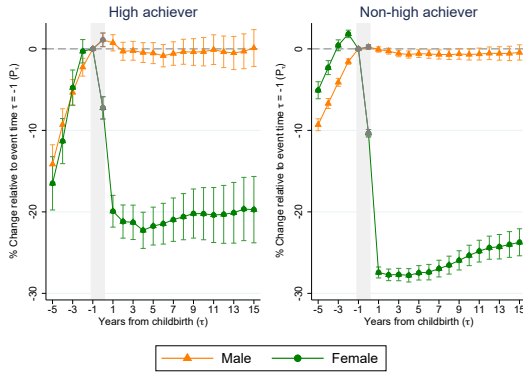 High achiever
% Change relative to event time τ = -1 (Pτ)
0
-10
-20
-30
-5 -3 -1 1 3 5 7 9 11 13 15
Years from childbirth (τ)
Non-high achiever
% Change relative to event time τ = -1 (Pτ)
0
-10
-20
-30
-5 -3 -1 1 3 5 7 9 11 13 15
Years from childbirth (τ)
Male Female